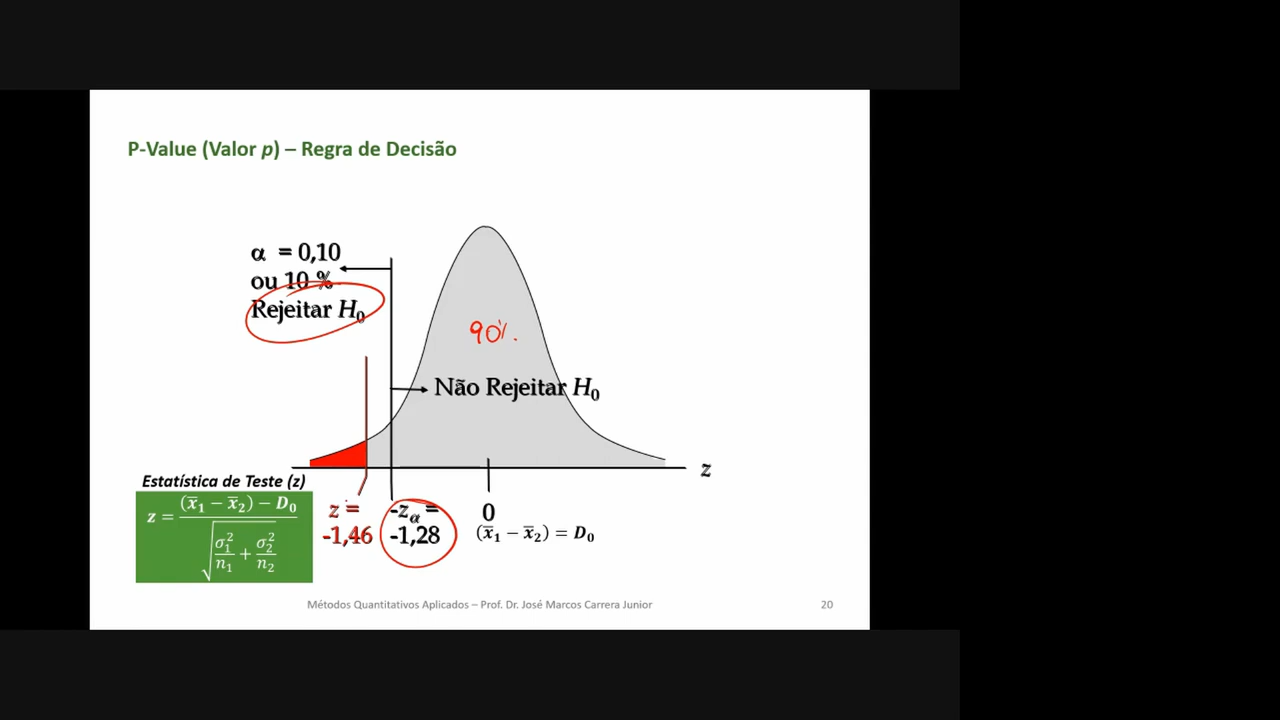 P-Value (Valor p) – Regra de Decisão
α = 0,10
ou 10 %
Rejeitar H₀
90%.
Não Rejeitar H₀
z
Estatística de Teste (z)
z = (x̄₁ − x̄₂) − D₀ / √(σ₁²/n₁ + σ₂²/n₂)
z =
-1,46
-zα =
-1,28
0
(x̄₁ − x̄₂) = D₀
Métodos Quantitativos Aplicados – Prof. Dr. José Marcos Carrera Junior
20